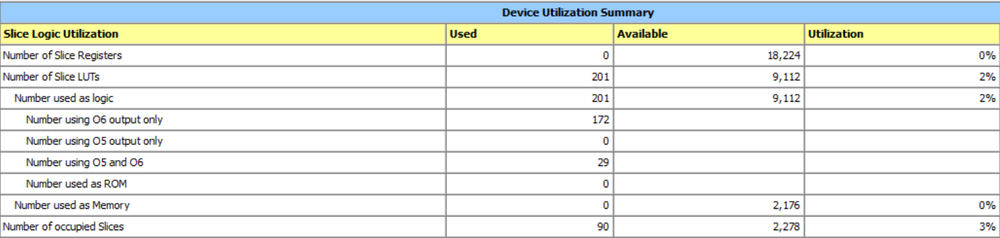 Device Utilization Summary
Slice Logic Utilization Used Available Utilization
Number of Slice Registers 0 18,224 0%
Number of Slice LUTs 201 9,112 2%
Number used as logic 201 9,112 2%
Number using O6 output only 172
Number using O5 output only 0
Number using O5 and O6 29
Number used as ROM 0
Number used as Memory 0 2,176 0%
Number of occupied Slices 90 2,278 3%